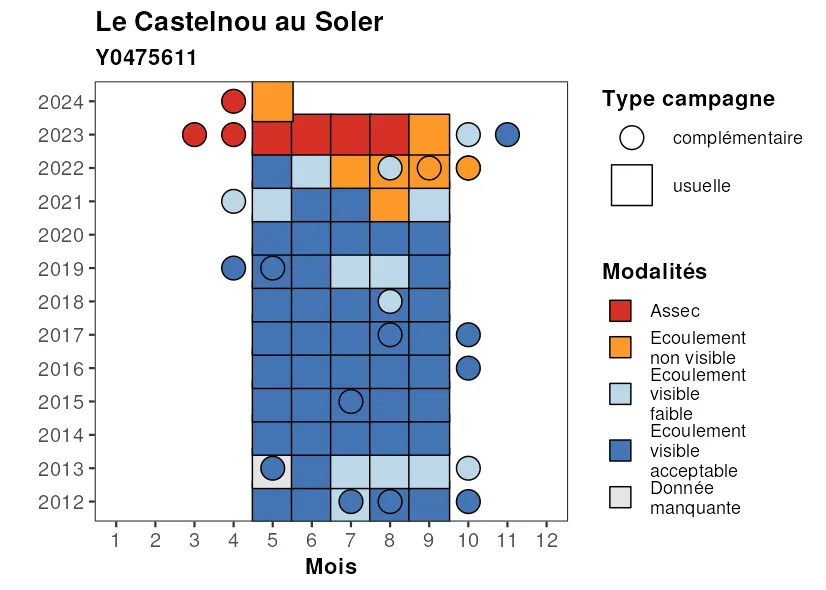 Le Castelnou au Soler
Y0475611
2024
2023
2022
2021
2020
2019
2018
2017
2016
2015
2014
2013
2012
1 2 3 4 5 6 7 8 9 10 11 12
Mois
Type campagne
complémentaire
usuelle
Modalités
Assec
Ecoulement
non visible
Ecoulement
visible
faible
Ecoulement
visible
acceptable
Donnée
manquante